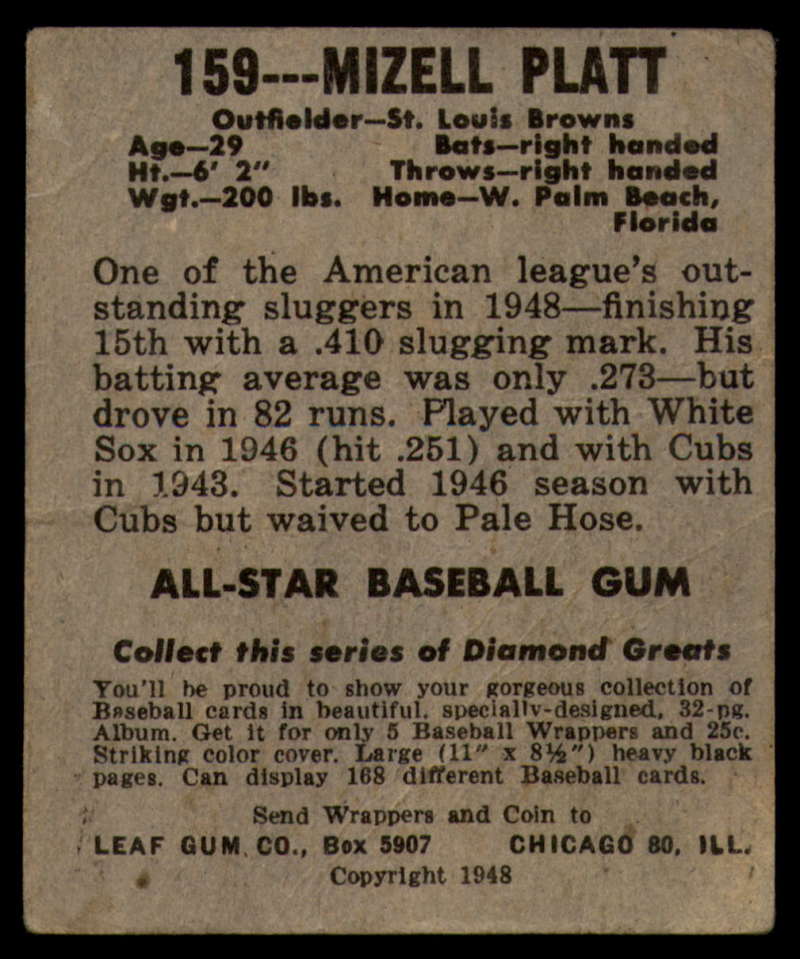 159---MIZELL PLATT
Outfielder—St. Louis Browns
Age—29 Bats—right handed
Ht.—6' 2" Throws—right handed
Wgt.—200 lbs. Home—W. Palm Beach,
Florida
One of the American league's out-
standing sluggers in 1948—finishing
15th with a .410 slugging mark. His
batting average was only .273—but
drove in 82 runs. Played with White
Sox in 1946 (hit .251) and with Cubs
in 1943. Started 1946 season with
Cubs but waived to Pale Hose.
ALL-STAR BASEBALL GUM
Collect this series of Diamond Greats
You'll be proud to show your gorgeous collection of
Baseball cards in beautiful, specially-designed, 32-pg.
Album. Get it for only 5 Baseball Wrappers and 25c.
Striking color cover. Large (11" x 8½") heavy black
pages. Can display 168 different Baseball cards.
Send Wrappers and Coin to
LEAF GUM CO., Box 5907 CHICAGO 80, ILL.
Copyright 1948